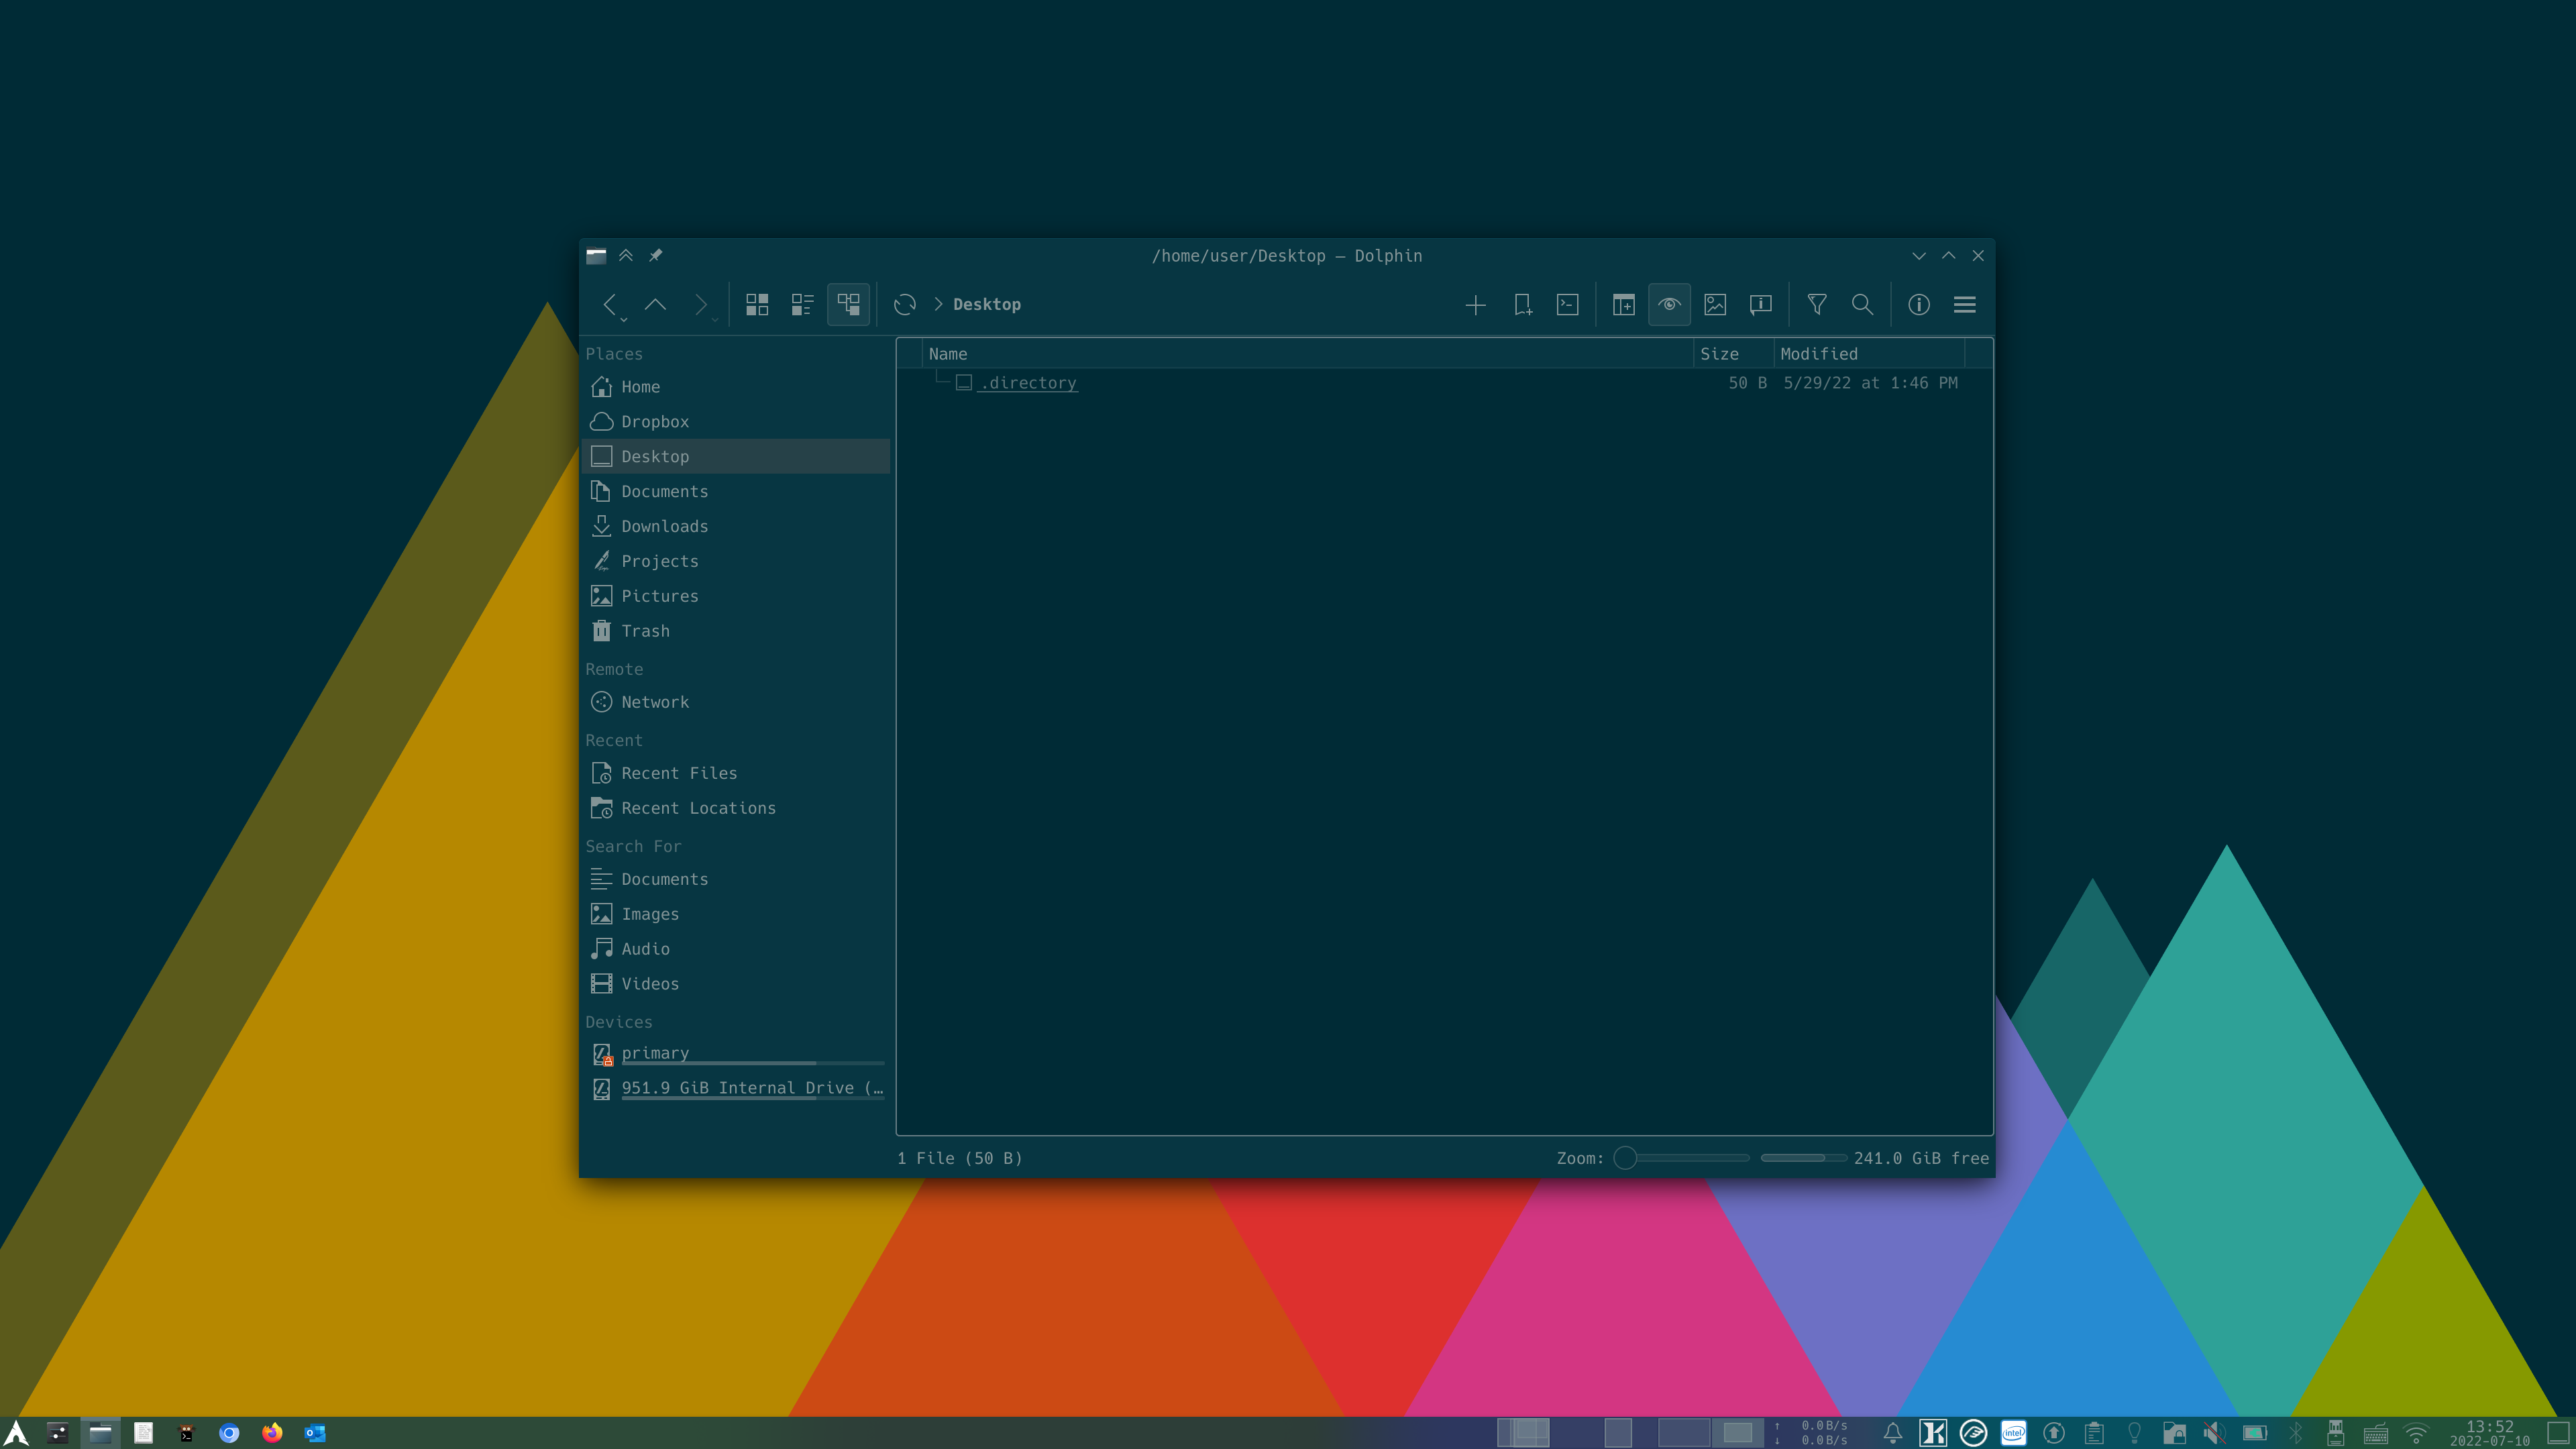 /home/user/Desktop — Dolphin
Desktop
Places
Home
Dropbox
Desktop
Documents
Downloads
Projects
Pictures
Trash
Remote
Network
Recent
Recent Files
Recent Locations
Search For
Documents
Images
Audio
Videos
Devices
primary
951.9 GiB Internal Drive (…
Name Size Modified
.directory 50 B 5/29/22 at 1:46 PM
1 File (50 B) Zoom: 241.0 GiB free
↑ 0.0 B/s
↓ 0.0 B/s
intel
13:52
2022-07-10